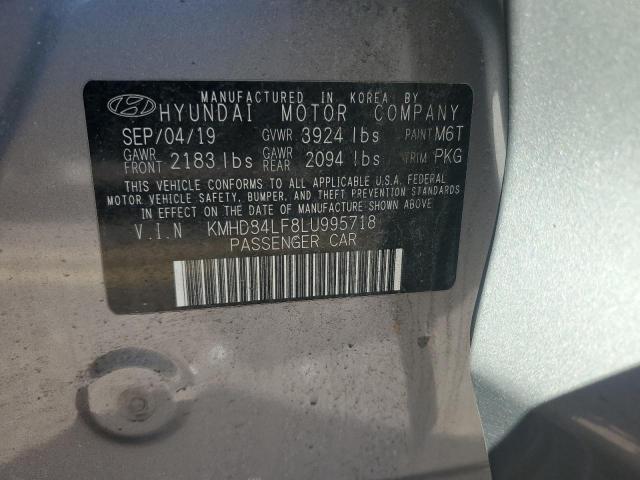 MANUFACTURED IN KOREA BY
HYUNDAI MOTOR COMPANY
SEP/04/19 GVWR 3924 lbs PAINT M6T
GAWR FRONT 2183 lbs GAWR REAR 2094 lbs TRIM PKG
THIS VEHICLE CONFORMS TO ALL APPLICABLE U.S.A. FEDERAL
MOTOR VEHICLE SAFETY, BUMPER, AND THEFT PREVENTION STANDARDS
IN EFFECT ON THE DATE OF MANUFACTURE SHOWN ABOVE
V.I.N KMHD84LF8LU995718
PASSENGER CAR